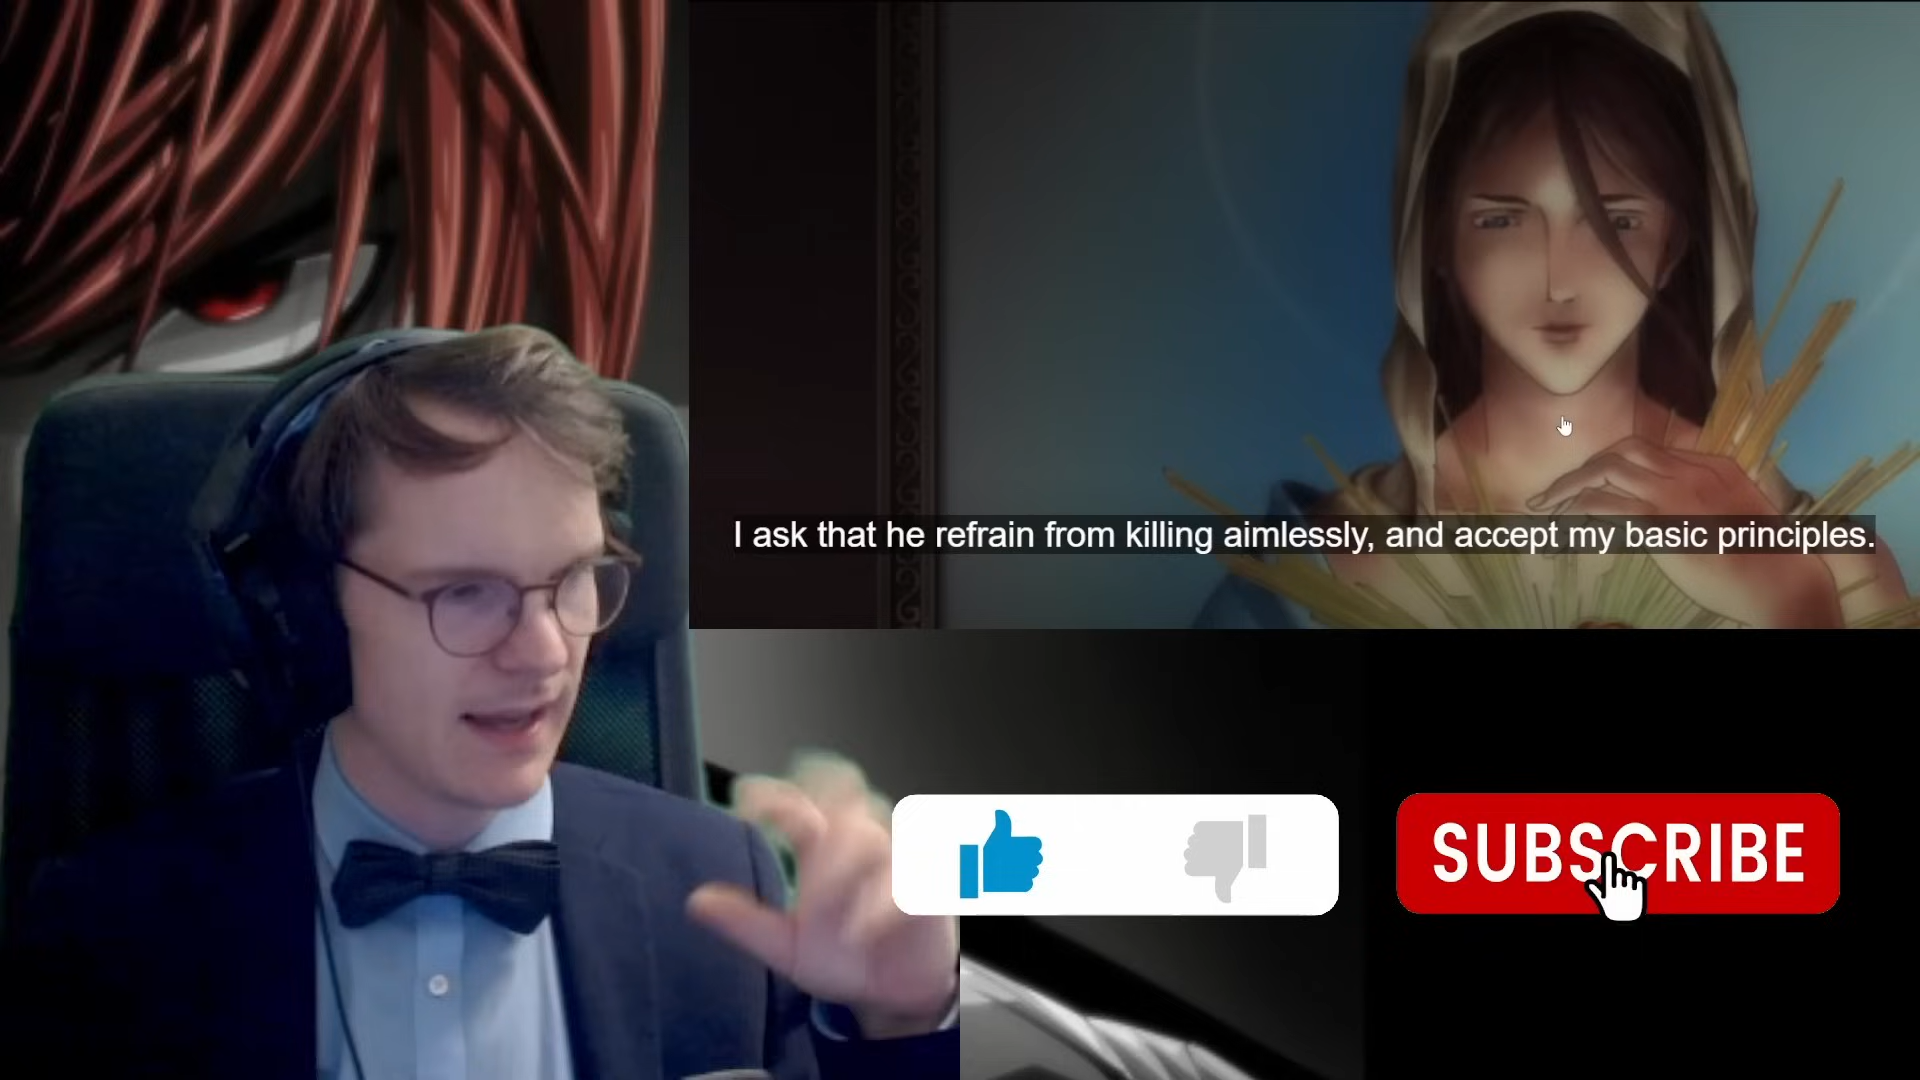 I ask that he refrain from killing aimlessly, and accept my basic principles.
SUBSCRIBE